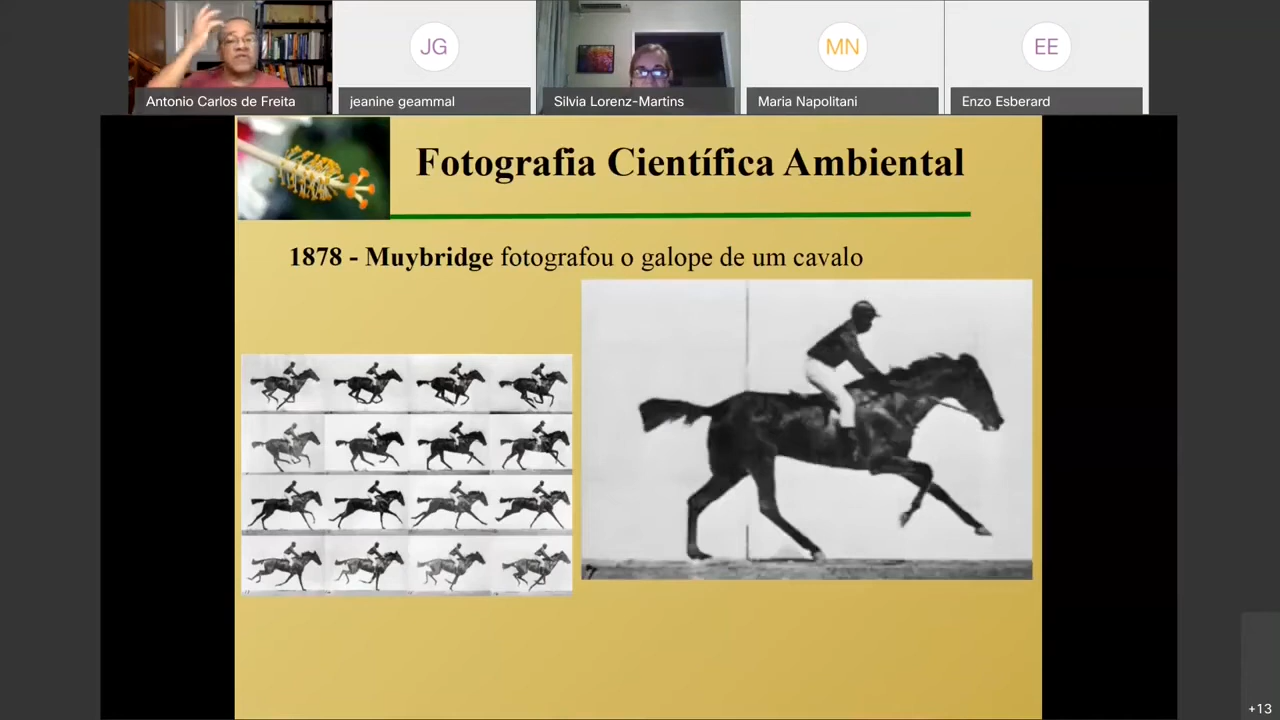 JG
MN
EE
Antonio Carlos de Freita
jeanine geammal
Silvia Lorenz-Martins
Maria Napolitani
Enzo Esberard
Fotografia Científica Ambiental
1878 - Muybridge fotografou o galope de um cavalo
+13